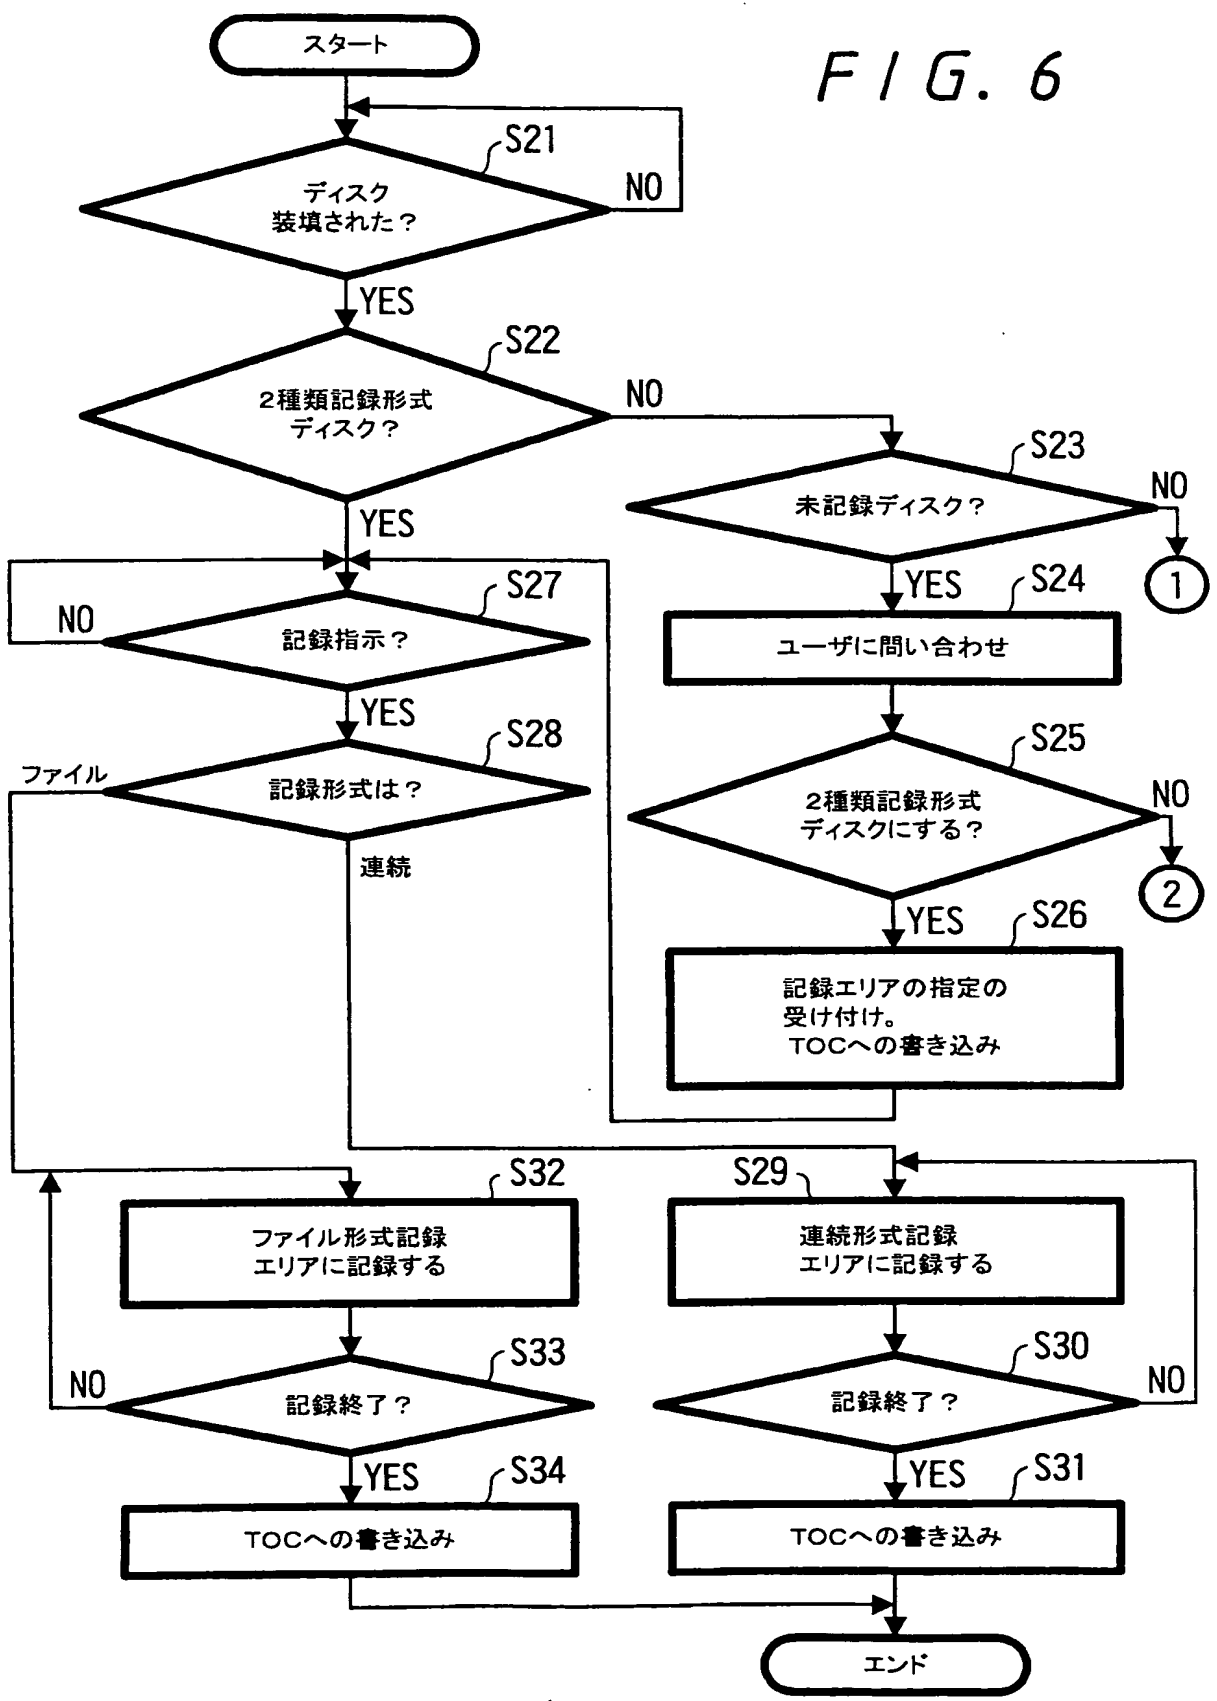 スタート
FIG. 6
S21
ディスク
装填された？
NO
YES
S22
2種類記録形式
ディスク？
NO
YES
S23
未記録ディスク？
NO
1
YES
S24
ユーザに問い合わせ
S25
2種類記録形式
ディスクにする？
NO
2
YES
S26
記録エリアの指定の
受け付け。
TOCへの書き込み
S27
記録指示？
NO
YES
S28
記録形式は？
ファイル
連続
S29
連続形式記録
エリアに記録する
S30
記録終了？
NO
YES
S31
TOCへの書き込み
S32
ファイル形式記録
エリアに記録する
S33
記録終了？
NO
YES
S34
TOCへの書き込み
エンド